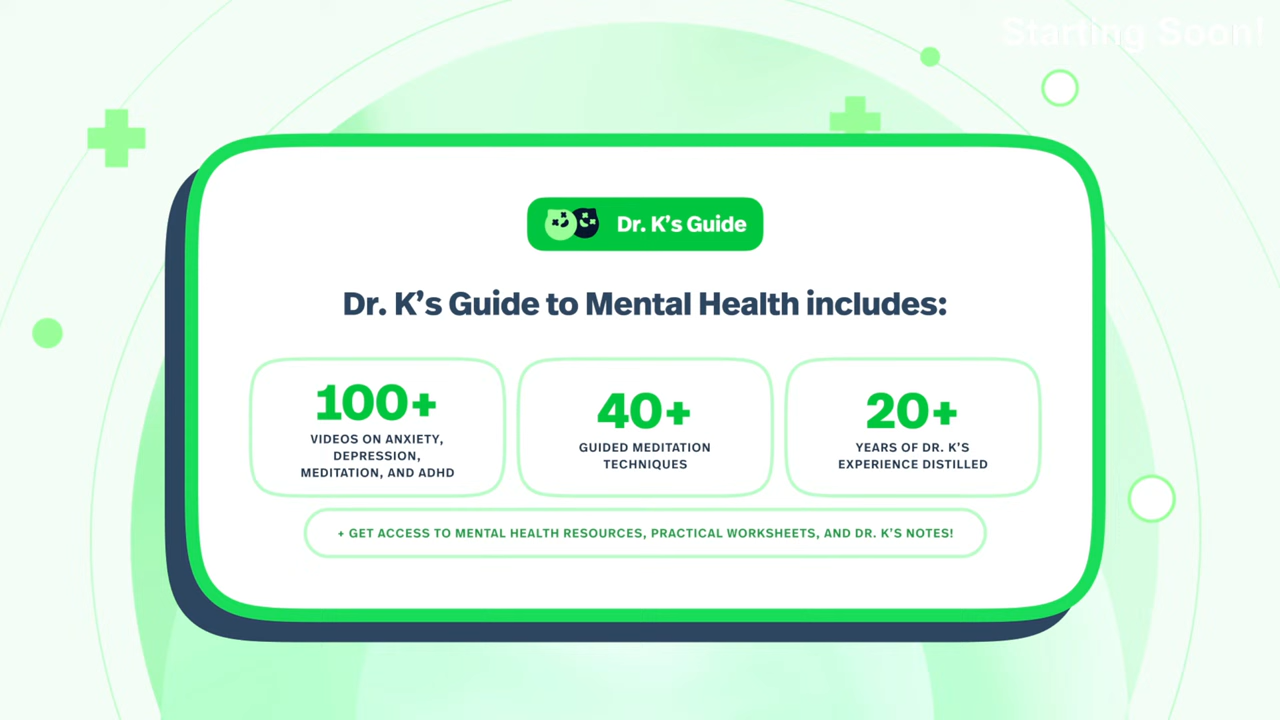 Starting Soon!
Dr. K's Guide
Dr. K's Guide to Mental Health includes:
100+
VIDEOS ON ANXIETY,
DEPRESSION,
MEDITATION, AND ADHD
40+
GUIDED MEDITATION
TECHNIQUES
20+
YEARS OF DR. K'S
EXPERIENCE DISTILLED
+ GET ACCESS TO MENTAL HEALTH RESOURCES, PRACTICAL WORKSHEETS, AND DR. K'S NOTES!